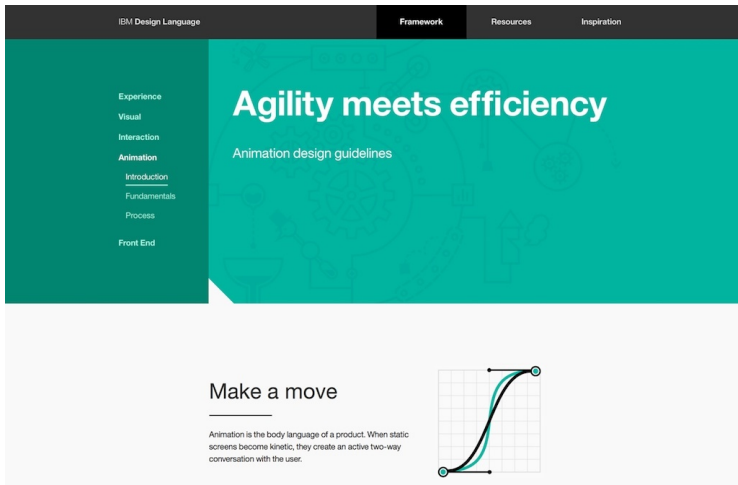 IBM Design Language
Framework
Resources
Inspiration
Experience
Visual
Interaction
Animation
Introduction
Fundamentals
Process
Front End
Agility meets efficiency
Animation design guidelines
Make a move
Animation is the body language of a product. When static
screens become kinetic, they create an active two-way
conversation with the user.